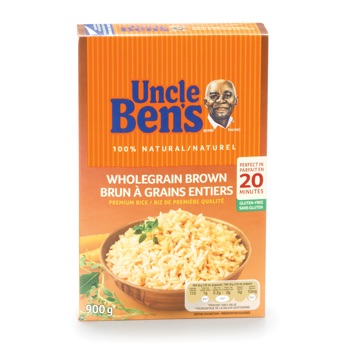 Uncle
Ben's
100% NATURAL/NATUREL
WHOLEGRAIN BROWN
BRUN À GRAINS ENTIERS
PREMIUM RICE / RIZ DE PREMIÈRE QUALITÉ
PERFECT IN
PARFAIT EN
20
MINUTES
GLUTEN-FREE
SANS GLUTEN
900 g